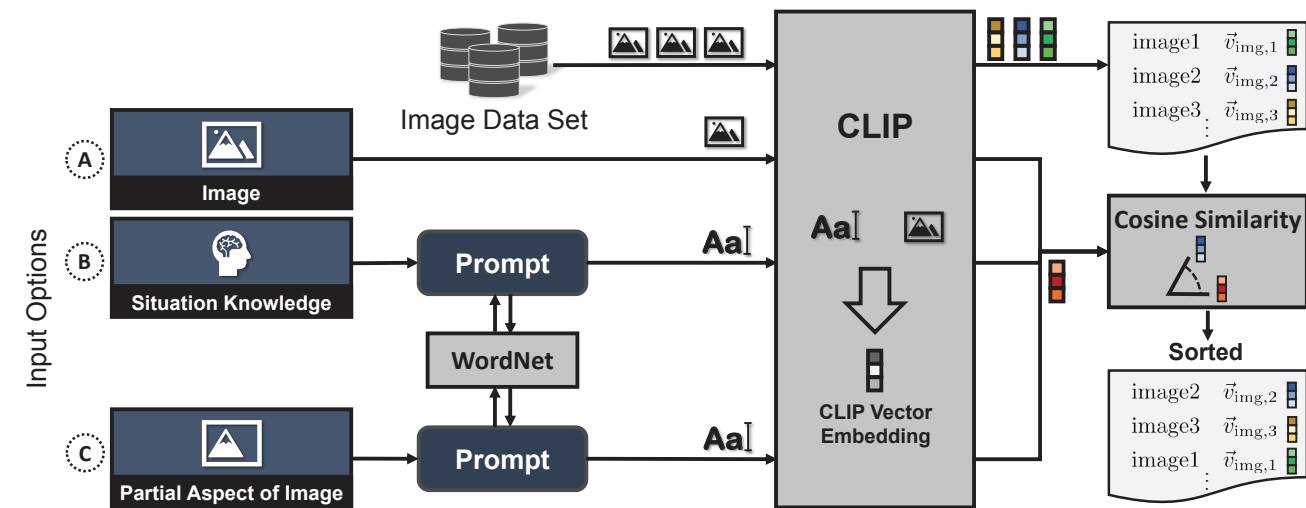 Image Data Set
CLIP
image1 v⃗img,1
image2 v⃗img,2
image3 v⃗img,3
⋮
A
Image
Input Options
B
Situation Knowledge
Prompt
Aa
Aa
Cosine Similarity
WordNet
CLIP Vector
Embedding
Sorted
image2 v⃗img,2
image3 v⃗img,3
image1 v⃗img,1
⋮
C
Partial Aspect of Image
Prompt
Aa